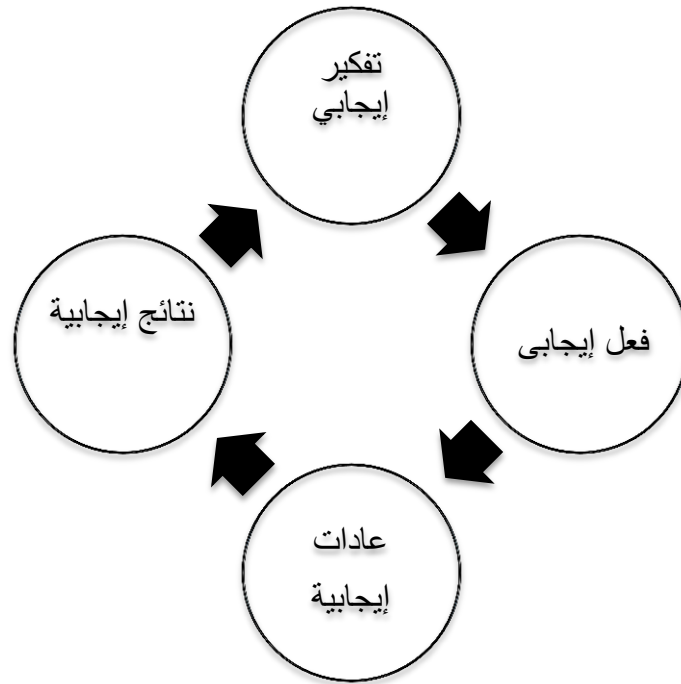 تفكير
إيجابي
فعل إيجابى
عادات
إيجابية
نتائج إيجابية